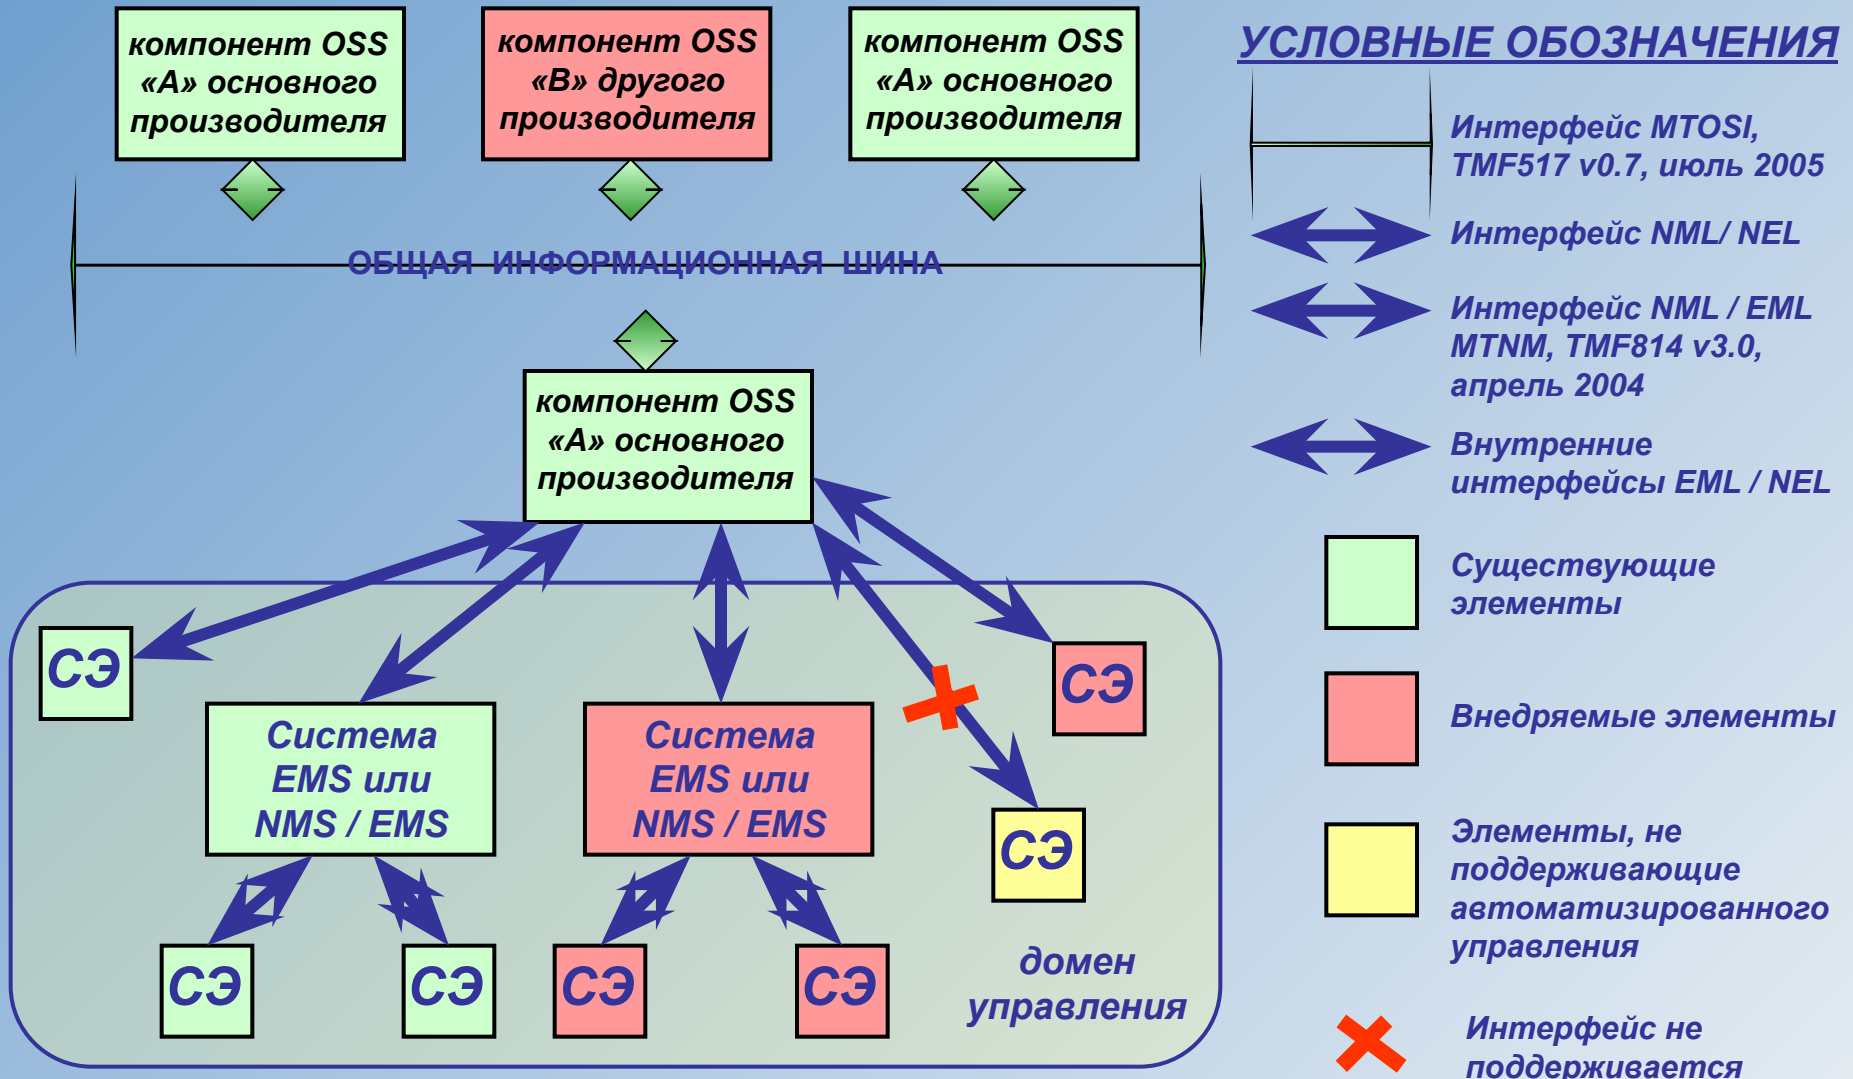 компонент OSS
«А» основного
производителя
компонент OSS
«В» другого
производителя
компонент OSS
«А» основного
производителя
ОБЩАЯ ИНФОРМАЦИОННАЯ ШИНА
компонент OSS
«А» основного
производителя
СЭ
Система
EMS или
NMS / EMS
Система
EMS или
NMS / EMS
СЭ
СЭ
СЭ
СЭ
СЭ
СЭ
домен
управления
УСЛОВНЫЕ ОБОЗНАЧЕНИЯ
Интерфейс MTOSI,
TMF517 v0.7, июль 2005
Интерфейс NML/ NEL
Интерфейс NML / EML
MTNM, TMF814 v3.0,
апрель 2004
Внутренние
интерфейсы EML / NEL
Существующие
элементы
Внедряемые элементы
Элементы, не
поддерживающие
автоматизированного
управления
Интерфейс не
поддерживается